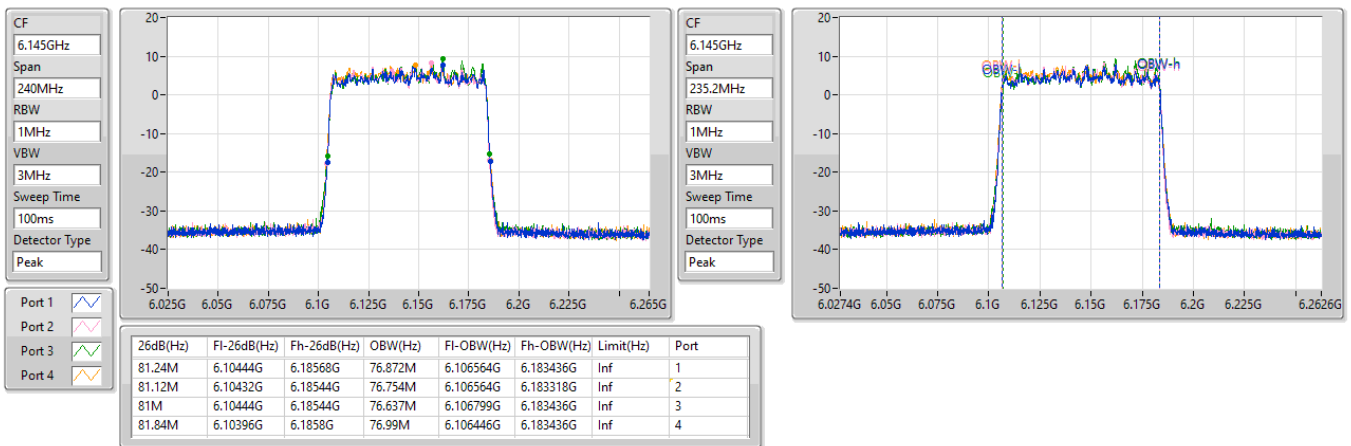 CF
6.145GHz
Span
240MHz
RBW
1MHz
VBW
3MHz
Sweep Time
100ms
Detector Type
Peak
20
10
0
-10
-20
-30
-40
-50
6.025G 6.05G 6.075G 6.1G 6.125G 6.15G 6.175G 6.2G 6.225G 6.265G
CF
6.145GHz
Span
235.2MHz
RBW
1MHz
VBW
3MHz
Sweep Time
100ms
Detector Type
Peak
20
10
0
-10
-20
-30
-40
-50
OBW-h
6.0274G 6.05G 6.075G 6.1G 6.125G 6.15G 6.175G 6.2G 6.225G 6.2626G
Port 1
Port 2
Port 3
Port 4
26dB(Hz) Fl-26dB(Hz) Fh-26dB(Hz) OBW(Hz) Fl-OBW(Hz) Fh-OBW(Hz) Limit(Hz) Port
81.24M 6.10444G 6.18568G 76.872M 6.106564G 6.183436G Inf 1
81.12M 6.10432G 6.18544G 76.754M 6.106564G 6.183318G Inf 2
81M 6.10444G 6.18544G 76.637M 6.106799G 6.183436G Inf 3
81.84M 6.10396G 6.1858G 76.99M 6.106446G 6.183436G Inf 4